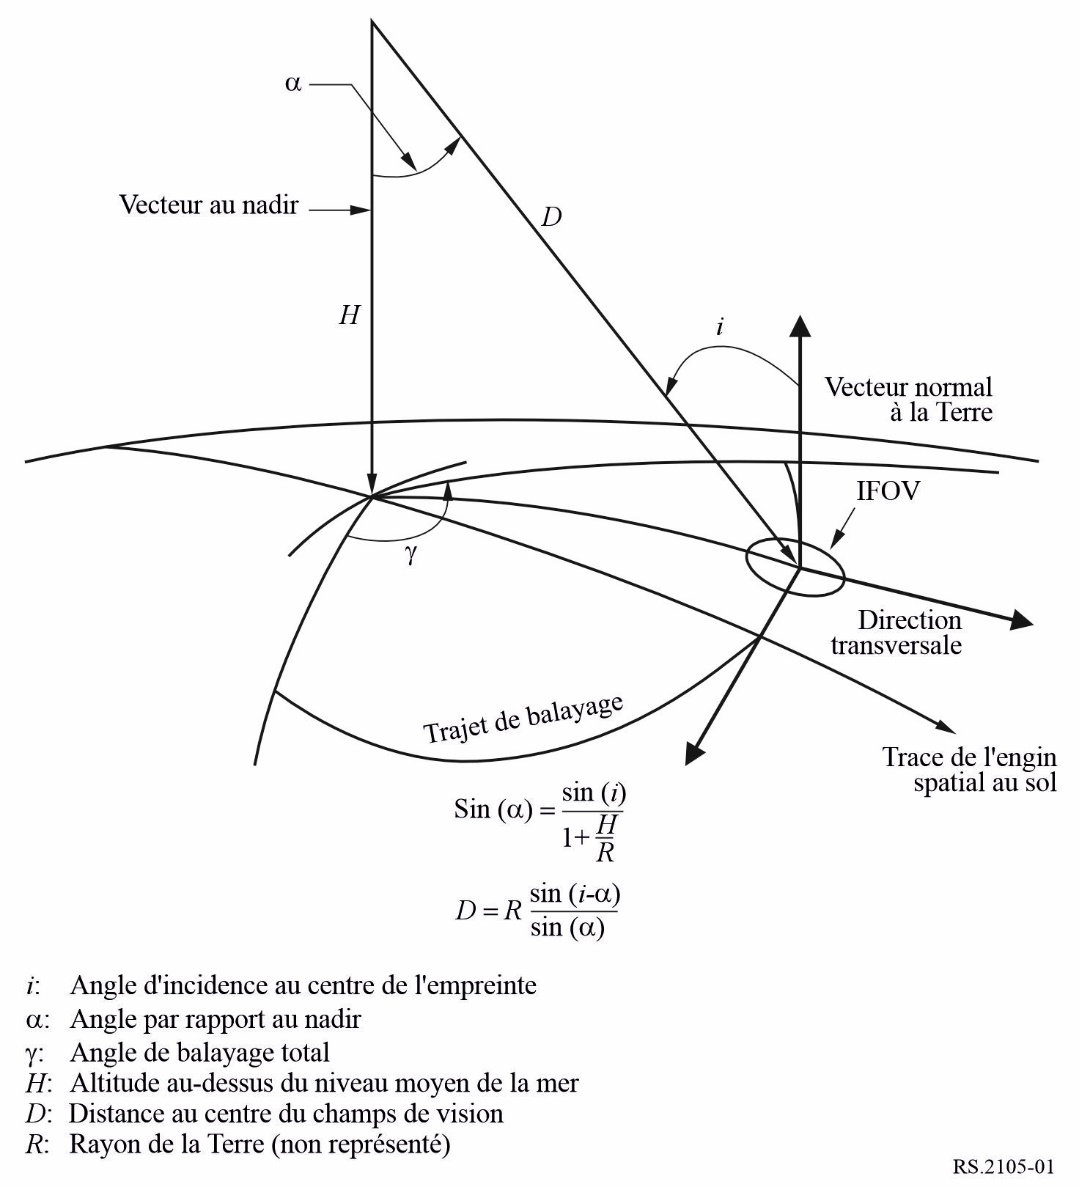 α
Vecteur au nadir
D
H
i
Vecteur normal
à la Terre
IFOV
γ
Direction
transversale
Trajet de balayage
Trace de l'engin
spatial au sol
Sin (α) = sin (i) / 1+ H/R
D = R sin (i-α) / sin (α)
i: Angle d'incidence au centre de l'empreinte
α: Angle par rapport au nadir
γ: Angle de balayage total
H: Altitude au-dessus du niveau moyen de la mer
D: Distance au centre du champs de vision
R: Rayon de la Terre (non représenté)
RS.2105-01